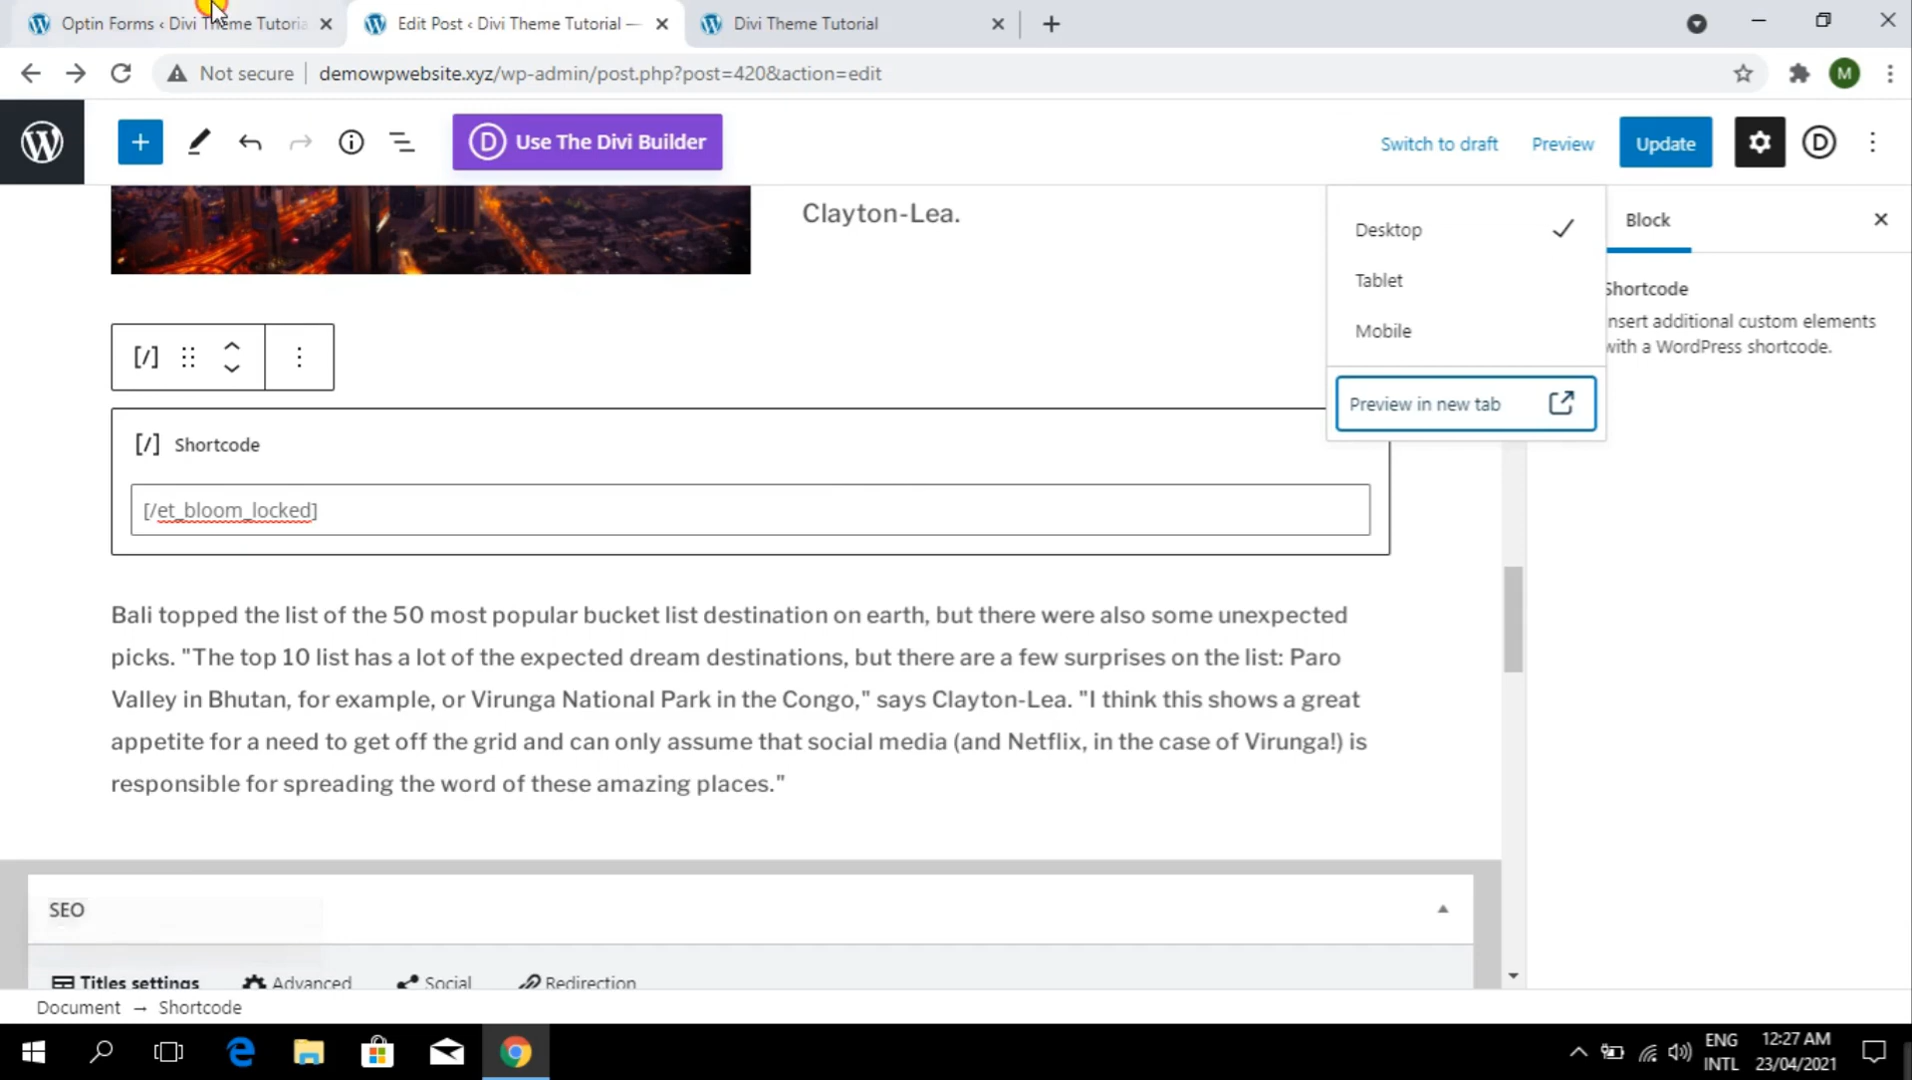 Optin Forms ‹ Divi Theme Tutoria
Edit Post ‹ Divi Theme Tutorial —
Divi Theme Tutorial
Not secure
demowpwebsite.xyz/wp-admin/post.php?post=420&action=edit
M
Use The Divi Builder
Switch to draft
Preview
Update
Clayton-Lea.
Desktop
Tablet
Mobile
Preview in new tab
Block
Shortcode
nsert additional custom elements
with a WordPress shortcode.
[/] Shortcode
[/et_bloom_locked]
Bali topped the list of the 50 most popular bucket list destination on earth, but there were also some unexpected
picks. "The top 10 list has a lot of the expected dream destinations, but there are a few surprises on the list: Paro
Valley in Bhutan, for example, or Virunga National Park in the Congo," says Clayton-Lea. "I think this shows a great
appetite for a need to get off the grid and can only assume that social media (and Netflix, in the case of Virunga!) is
responsible for spreading the word of these amazing places."
SEO
Titles settings
Advanced
Social
Redirection
Document → Shortcode
ENG
INTL
12:27 AM
23/04/2021